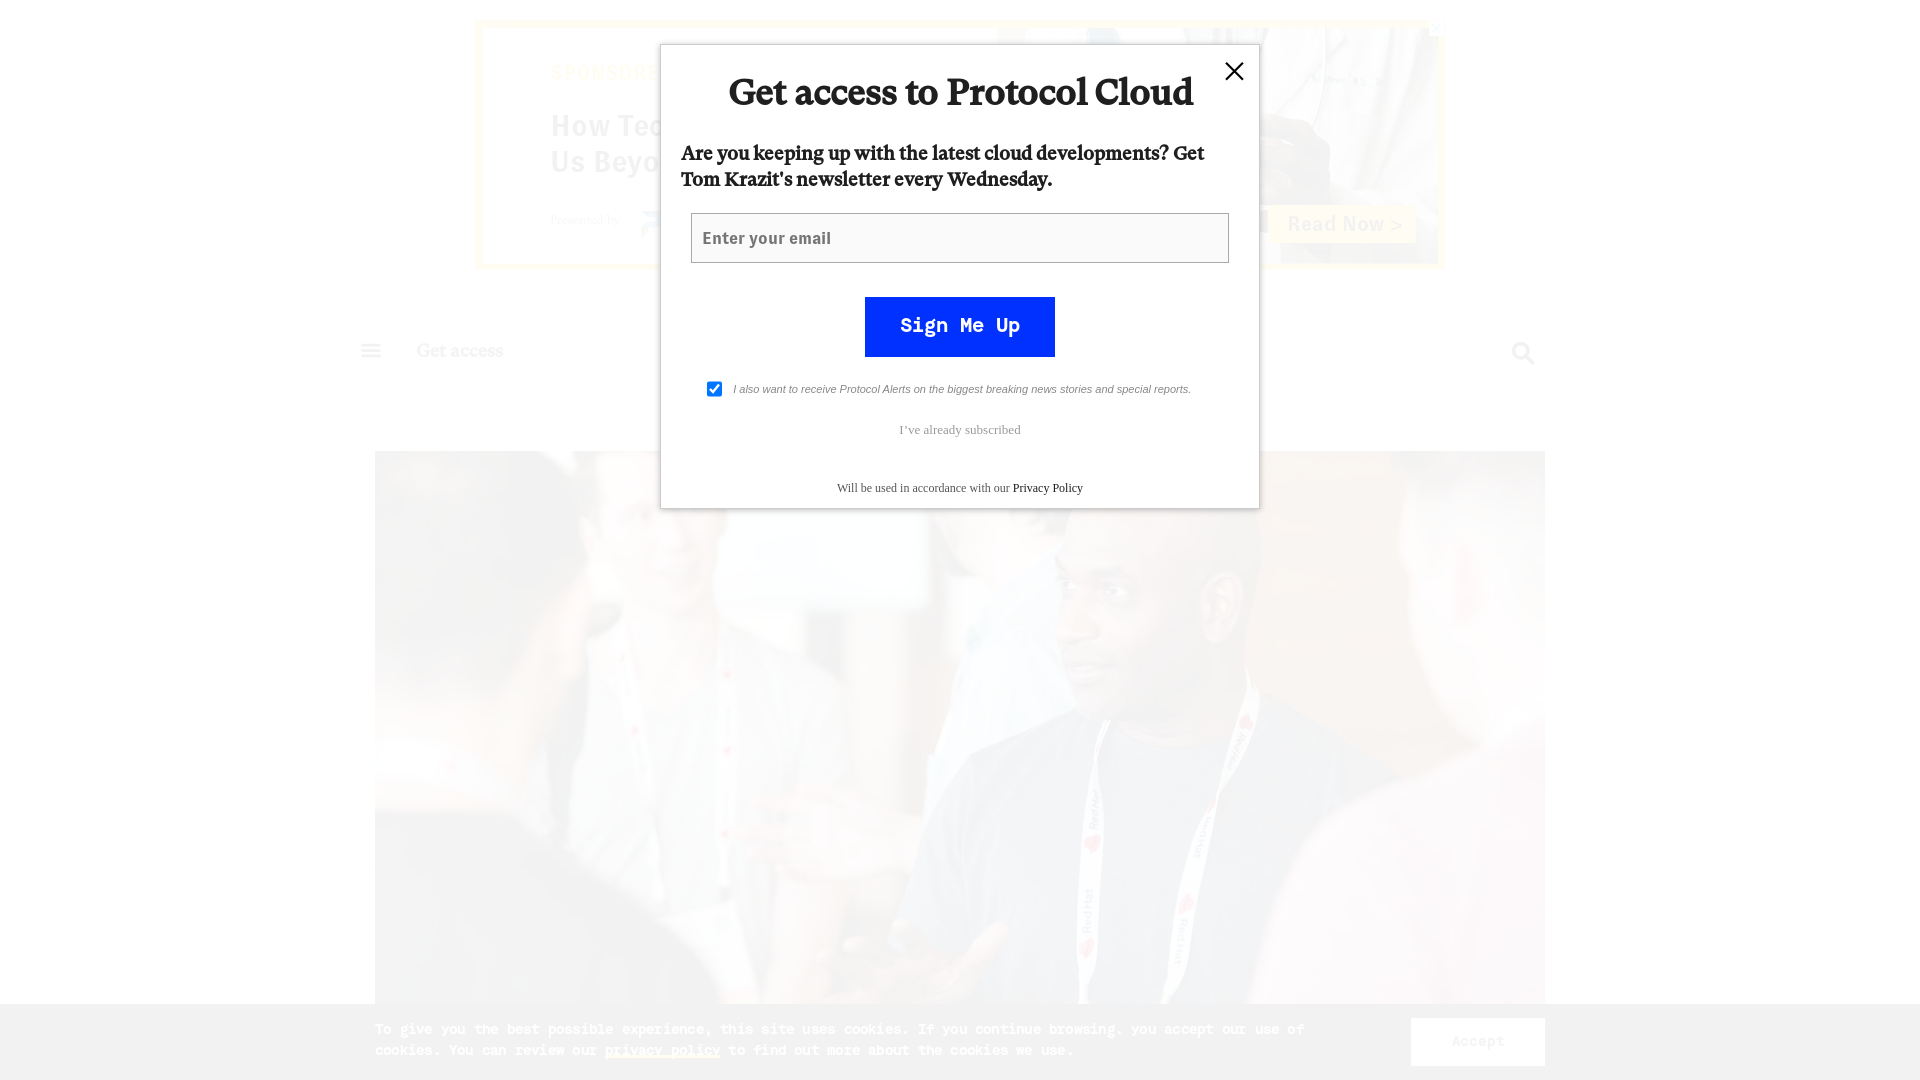 SPONSORE
Get access to Protocol Cloud
How Tec
Us Beyo
Are you keeping up with the latest cloud developments? Get
Tom Krazit's newsletter every Wednesday.
Presented by
Enter your email
Read Now >
Sign Me Up
Get access
I also want to receive Protocol Alerts on the biggest breaking news stories and special reports.
I've already subscribed
Will be used in accordance with our Privacy Policy
Red Hat
To give you the best possible experience, this site uses cookies. If you continue browsing. you accept our use of
cookies. You can review our privacy policy to find out more about the cookies we use.
Accept